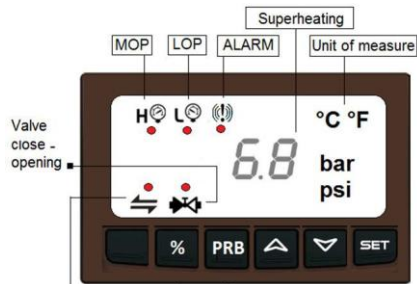 Superheating
MOP
LOP
ALARM
Unit of measure
H
L
°C °F
Valve
close -
opening
6.8
bar
psi
%
PRB
SET